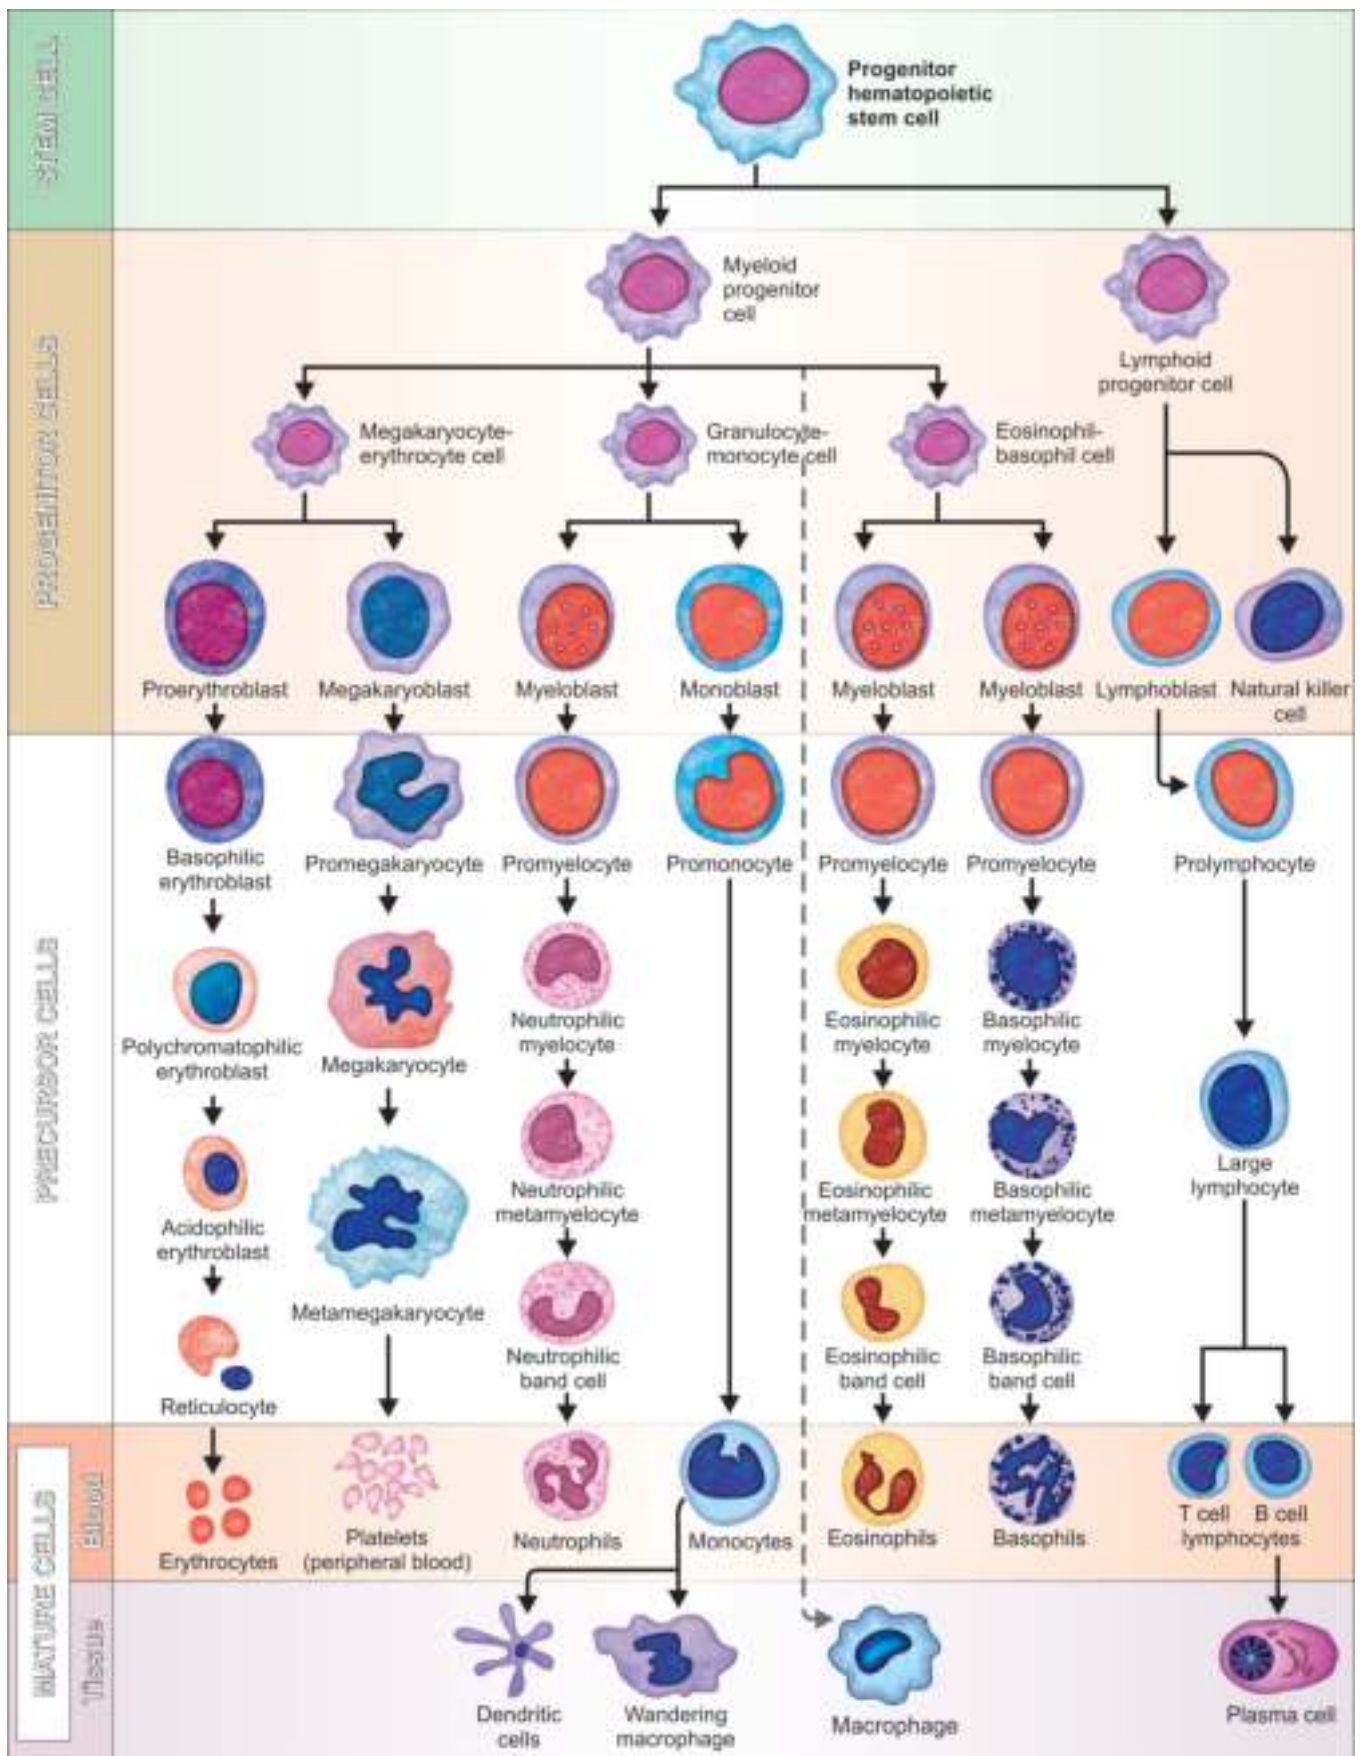 STEM CELL
Progenitor
hematopoietic
stem cell
PROGENITOR CELLS
Myeloid
progenitor
cell
Lymphoid
progenitor cell
Megakaryocyte-
erythrocyte cell
Granulocyte-
monocyte cell
Eosinophil-
basophil cell
Proerythroblast
Megakaryoblast
Myeloblast
Monoblast
Myeloblast
Myeloblast
Lymphoblast
Natural killer
cell
PRECURSOR CELLS
Basophilic
erythroblast
Promegakaryocyte
Promyelocyte
Promonocyte
Promyelocyte
Promyelocyte
Prolymphocyte
Polychromatophilic
erythroblast
Megakaryocyte
Neutrophilic
myelocyte
Eosinophilic
myelocyte
Basophilic
myelocyte
Acidophilic
erythroblast
Metamegakaryocyte
Neutrophilic
metamyelocyte
Eosinophilic
metamyelocyte
Basophilic
metamyelocyte
Large
lymphocyte
Reticulocyte
Neutrophilic
band cell
Eosinophilic
band cell
Basophilic
band cell
MATURE CELLS
Blood
Erythrocytes
Platelets
(peripheral blood)
Neutrophils
Monocytes
Eosinophils
Basophils
T cell B cell
lymphocytes
Tissue
Dendritic
cells
Wandering
macrophage
Macrophage
Plasma cell